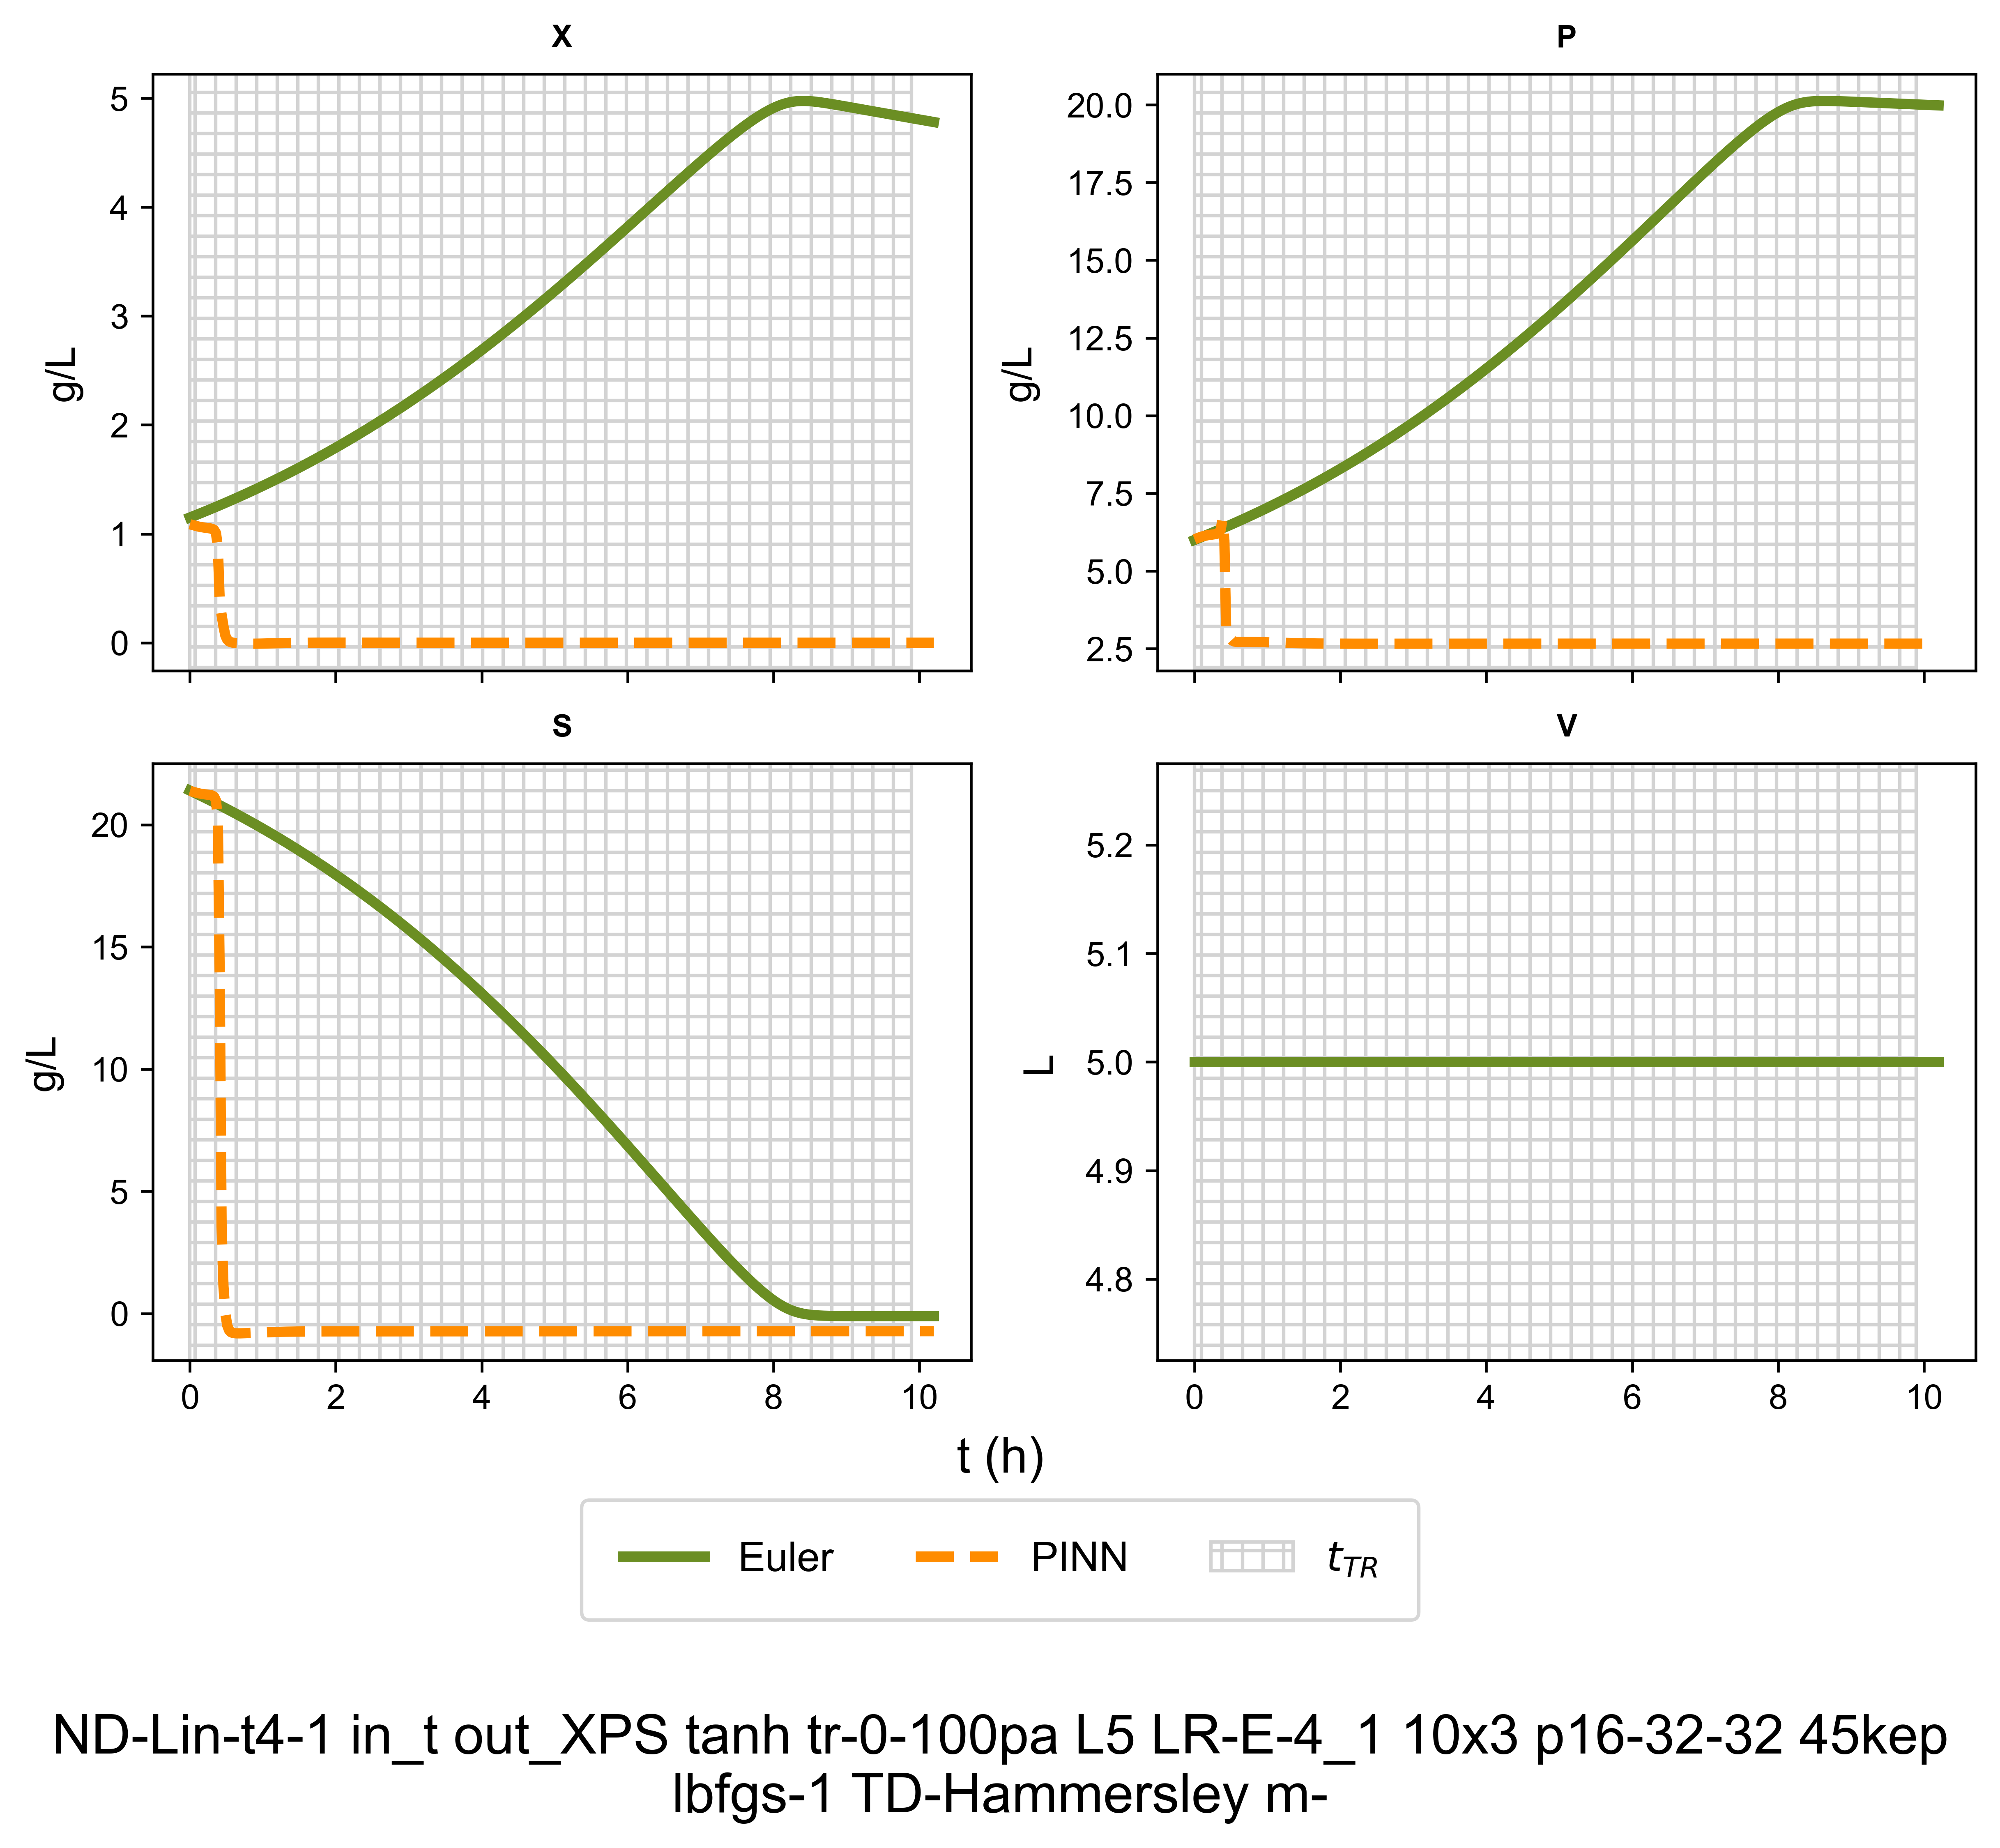 X
P
5
4
3
2
1
0
g/L
20.0
17.5
15.0
12.5
10.0
7.5
5.0
2.5
g/L
S
V
20
15
10
5
0
g/L
5.2
5.1
5.0
4.9
4.8
L
0 2 4 6 8 10
0 2 4 6 8 10
t (h)
Euler PINN t_{TR}
ND-Lin-t4-1 in_t out_XPS tanh tr-0-100pa L5 LR-E-4_1 10x3 p16-32-32 45kep
lbfgs-1 TD-Hammersley m-